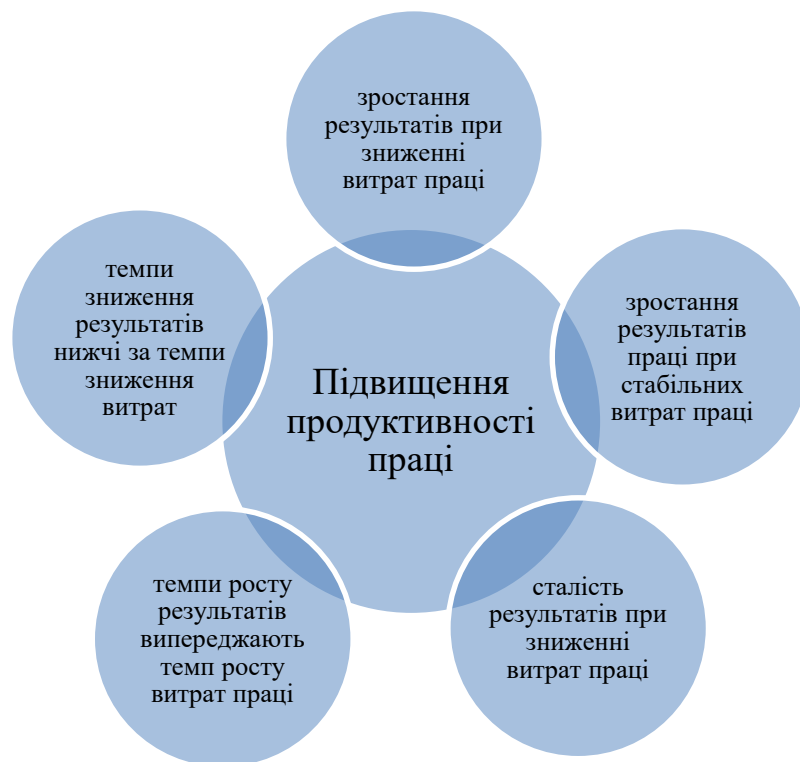 зростання
результатів при
зниженні
витрат праці
зростання
результатів
праці при
стабільних
витрат праці
сталість
результатів при
зниженні
витрат праці
темпи росту
результатів
випереджають
темп росту
витрат праці
темпи
зниження
результатів
нижчі за темпи
зниження
витрат
Підвищення
продуктивності
праці